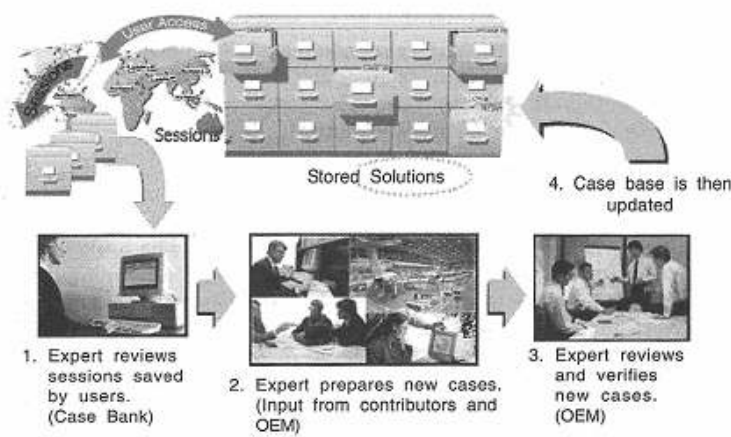 User Access
Sessions
Sessions
Stored Solutions
4. Case base is then
updated
1. Expert reviews
sessions saved
by users.
(Case Bank)
2. Expert prepares new cases.
(Input from contributors and
OEM)
3. Expert reviews
and verifies
new cases.
(OEM)